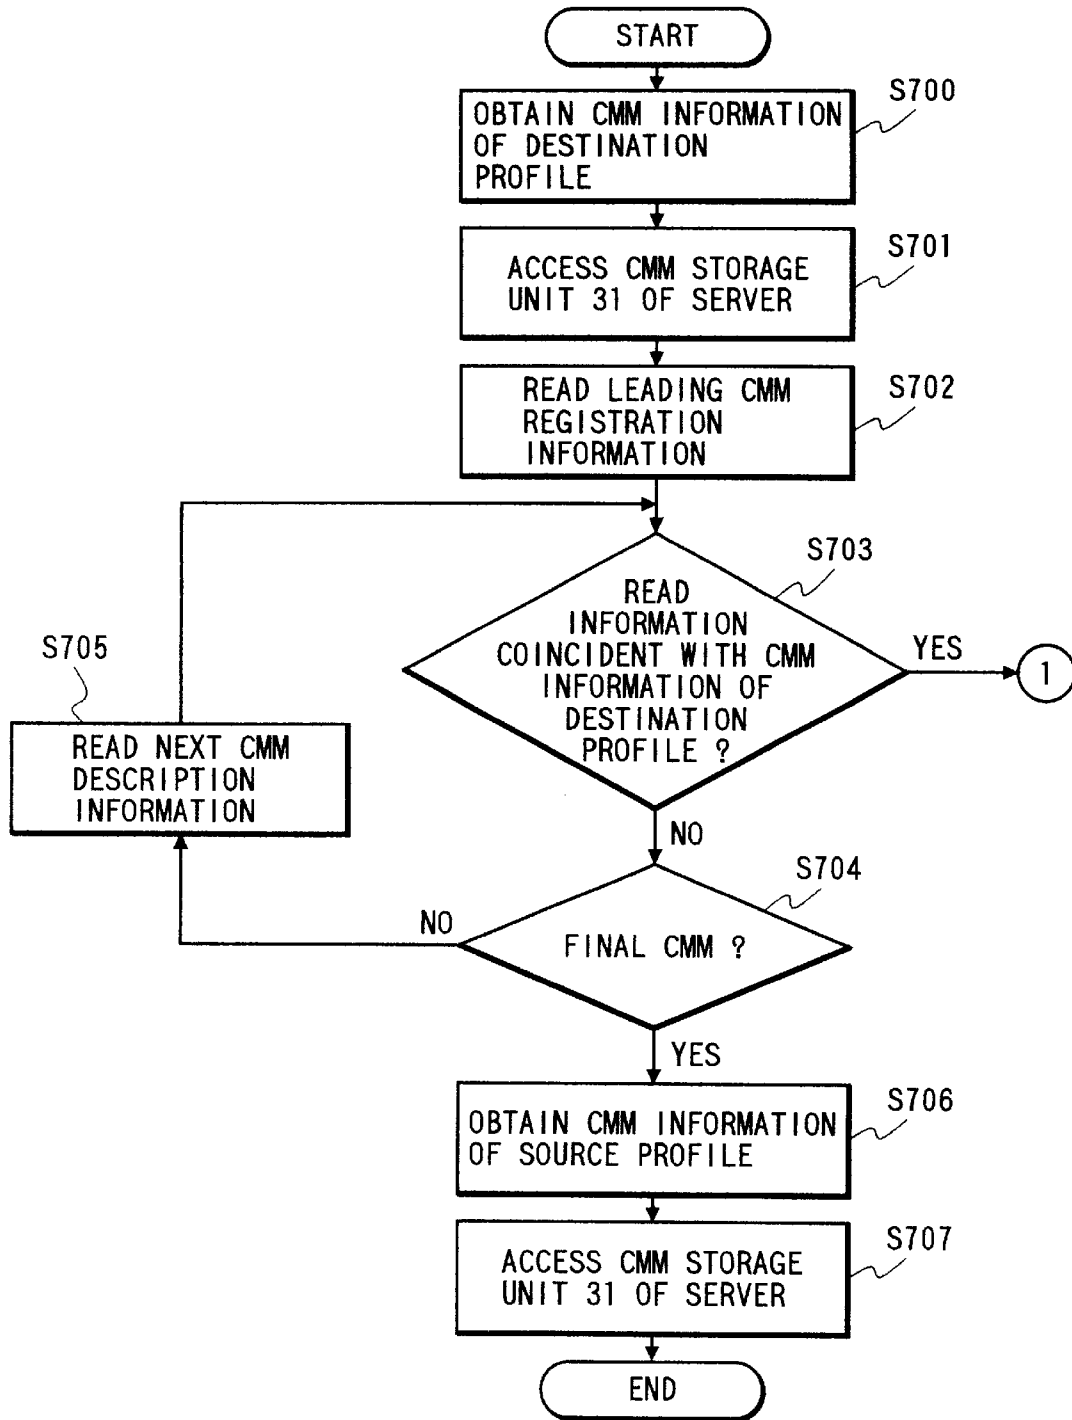 START
S700
OBTAIN CMM INFORMATION
OF DESTINATION
PROFILE
S701
ACCESS CMM STORAGE
UNIT 31 OF SERVER
S702
READ LEADING CMM
REGISTRATION
INFORMATION
S703
READ
INFORMATION
COINCIDENT WITH CMM
INFORMATION OF
DESTINATION
PROFILE ?
YES
1
S705
READ NEXT CMM
DESCRIPTION
INFORMATION
NO
S704
NO
FINAL CMM ?
YES
S706
OBTAIN CMM INFORMATION
OF SOURCE PROFILE
S707
ACCESS CMM STORAGE
UNIT 31 OF SERVER
END